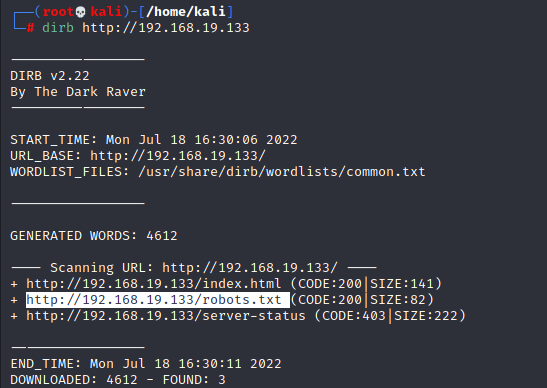 ┌──(root💀kali)-[/home/kali]
└─# dirb http://192.168.19.133
-----------------
DIRB v2.22
By The Dark Raver
-----------------
START_TIME: Mon Jul 18 16:30:06 2022
URL_BASE: http://192.168.19.133/
WORDLIST_FILES: /usr/share/dirb/wordlists/common.txt
-----------------
GENERATED WORDS: 4612
---- Scanning URL: http://192.168.19.133/ ----
+ http://192.168.19.133/index.html (CODE:200|SIZE:141)
+ http://192.168.19.133/robots.txt (CODE:200|SIZE:82)
+ http://192.168.19.133/server-status (CODE:403|SIZE:222)
-----------------
END_TIME: Mon Jul 18 16:30:11 2022
DOWNLOADED: 4612 - FOUND: 3